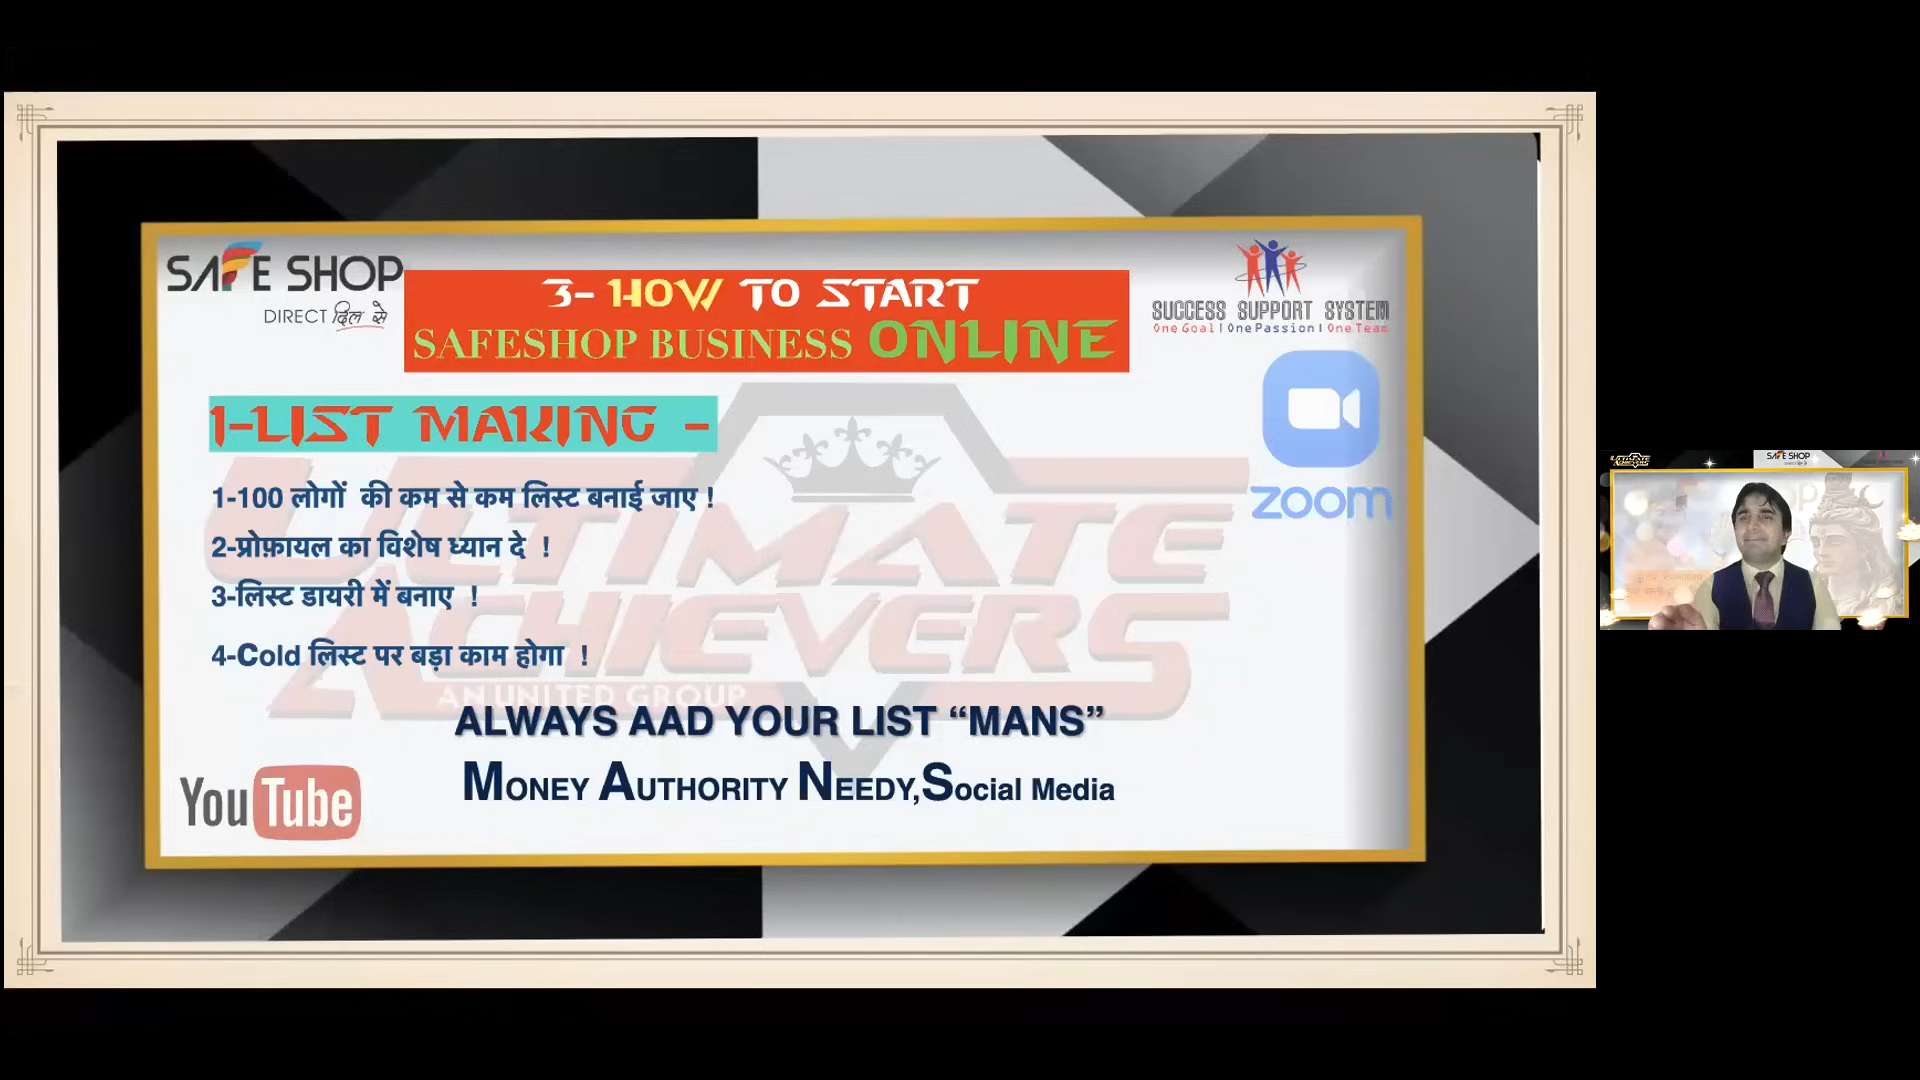 SAFE SHOP
DIRECT दिल से
3- HOW TO START
SAFESHOP BUSINESS ONLINE
SUCCESS SUPPORT SYSTEM
One Goal | One Passion | One Team
zoom
1-LIST MAKING -
1-100 लोगों की कम से कम लिस्ट बनाई जाए !
2-प्रोफ़ायल का विशेष ध्यान दे !
3-लिस्ट डायरी में बनाए !
4-Cold लिस्ट पर बड़ा काम होगा !
ULTIMATE
ACHIEVERS
AN UNITED GROUP
ALWAYS AAD YOUR LIST “MANS”
MONEY AUTHORITY NEEDY,Social Media
YouTube
SAFE SHOP